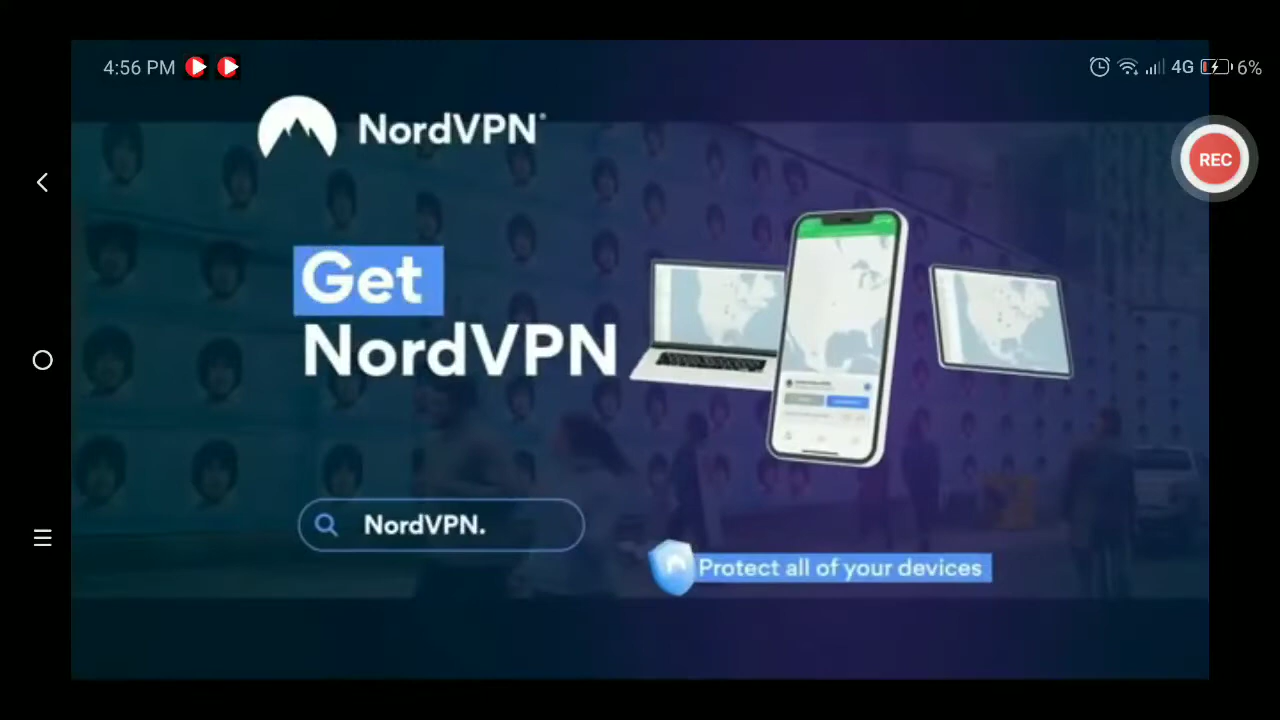 4:56 PM
4G
6%
NordVPN®
REC
Get
NordVPN
NordVPN.
Protect all of your devices